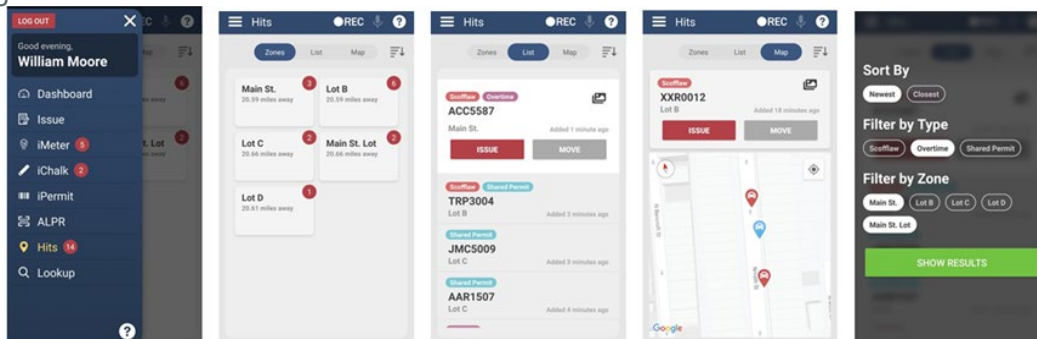 LOG OUT
Good evening,
William Moore
Dashboard
Issue
iMeter 5
iChalk 2
iPermit
ALPR
Hits 14
Lookup
?
Hits
REC
?
Zones
List
Map
Main St.
3
20.59 miles away
Lot B
6
20.59 miles away
Lot C
2
20.66 miles away
Main St. Lot
2
20.66 miles away
Lot D
1
20.61 miles away
Hits
REC
?
Zones
List
Map
Scofflaw
Overtime
ACC5587
Main St.
Added 1 minute ago
ISSUE
MOVE
Scofflaw
Shared Permit
TRP3004
Lot B
Added 3 minutes ago
Shared Permit
JMC5009
Lot C
Added 3 minutes ago
Shared Permit
AAR1507
Lot C
Added 4 minutes ago
Hits
REC
?
Zones
List
Map
Scofflaw
XXR0012
Lot B
Added 18 minutes ago
ISSUE
MOVE
Google
Sort By
Newest
Closest
Filter by Type
Scofflaw
Overtime
Shared Permit
Filter by Zone
Main St.
Lot B
Lot C
Lot D
Main St. Lot
SHOW RESULTS